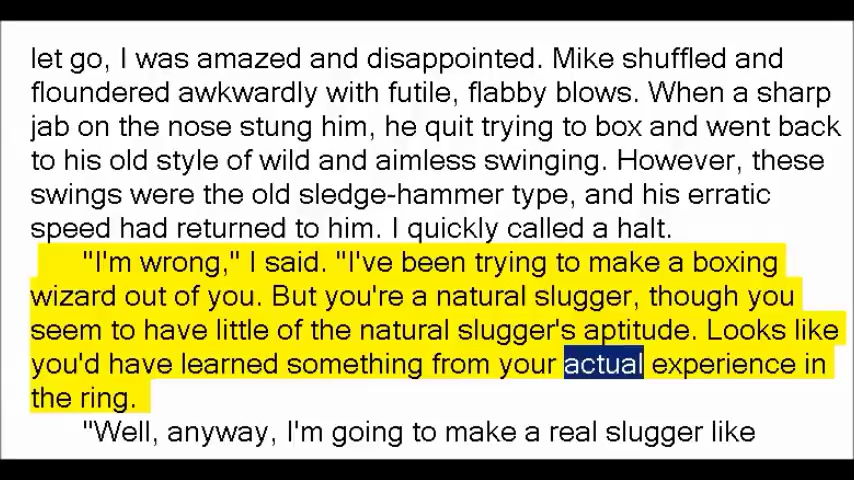 let go, I was amazed and disappointed. Mike shuffled and
floundered awkwardly with futile, flabby blows. When a sharp
jab on the nose stung him, he quit trying to box and went back
to his old style of wild and aimless swinging. However, these
swings were the old sledge-hammer type, and his erratic
speed had returned to him. I quickly called a halt.
"I'm wrong," I said. "I've been trying to make a boxing
wizard out of you. But you're a natural slugger, though you
seem to have little of the natural slugger's aptitude. Looks like
you'd have learned something from your actual experience in
the ring.
"Well, anyway, I'm going to make a real slugger like